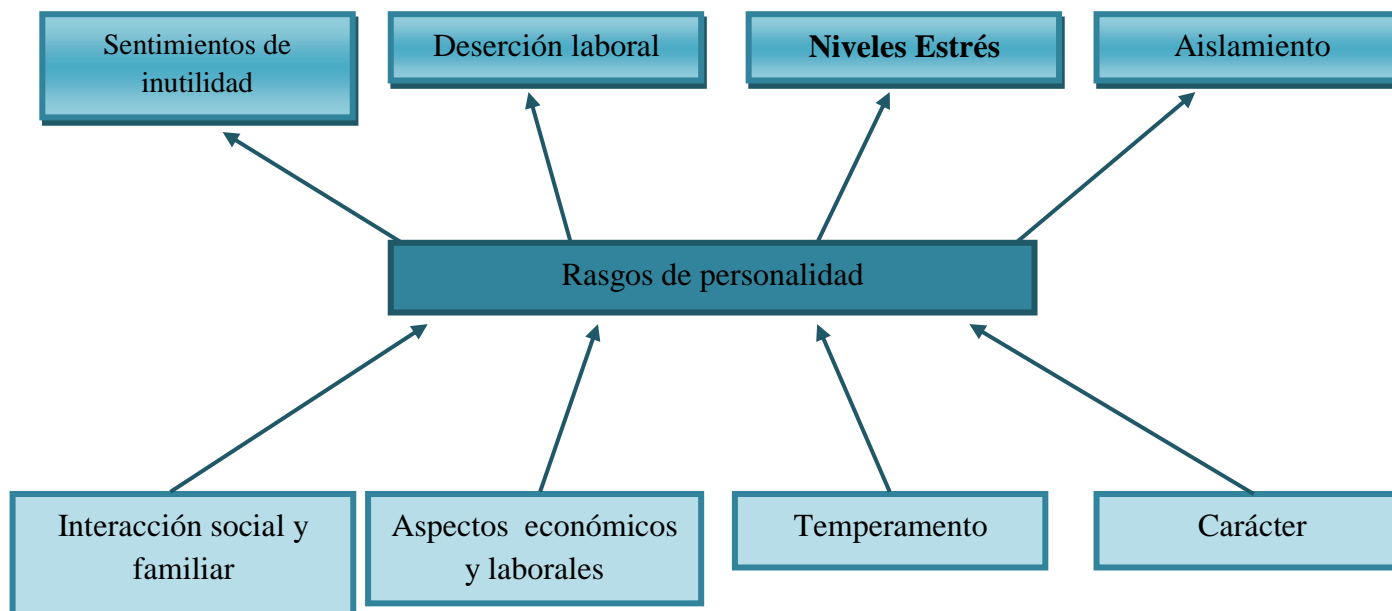 Sentimientos de
inutilidad
Deserción laboral
Niveles Estrés
Aislamiento
Rasgos de personalidad
Interacción social y
familiar
Aspectos económicos
y laborales
Temperamento
Carácter